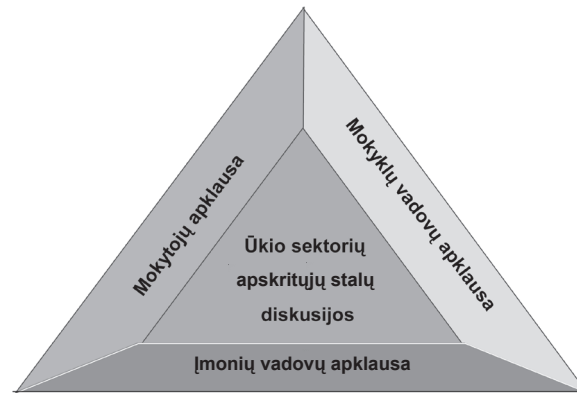 Mokytojų apklausa
Mokyklų vadovų apklausa
Ūkio sektorių
apskritųjų stalų
diskusijos
Įmonių vadovų apklausa